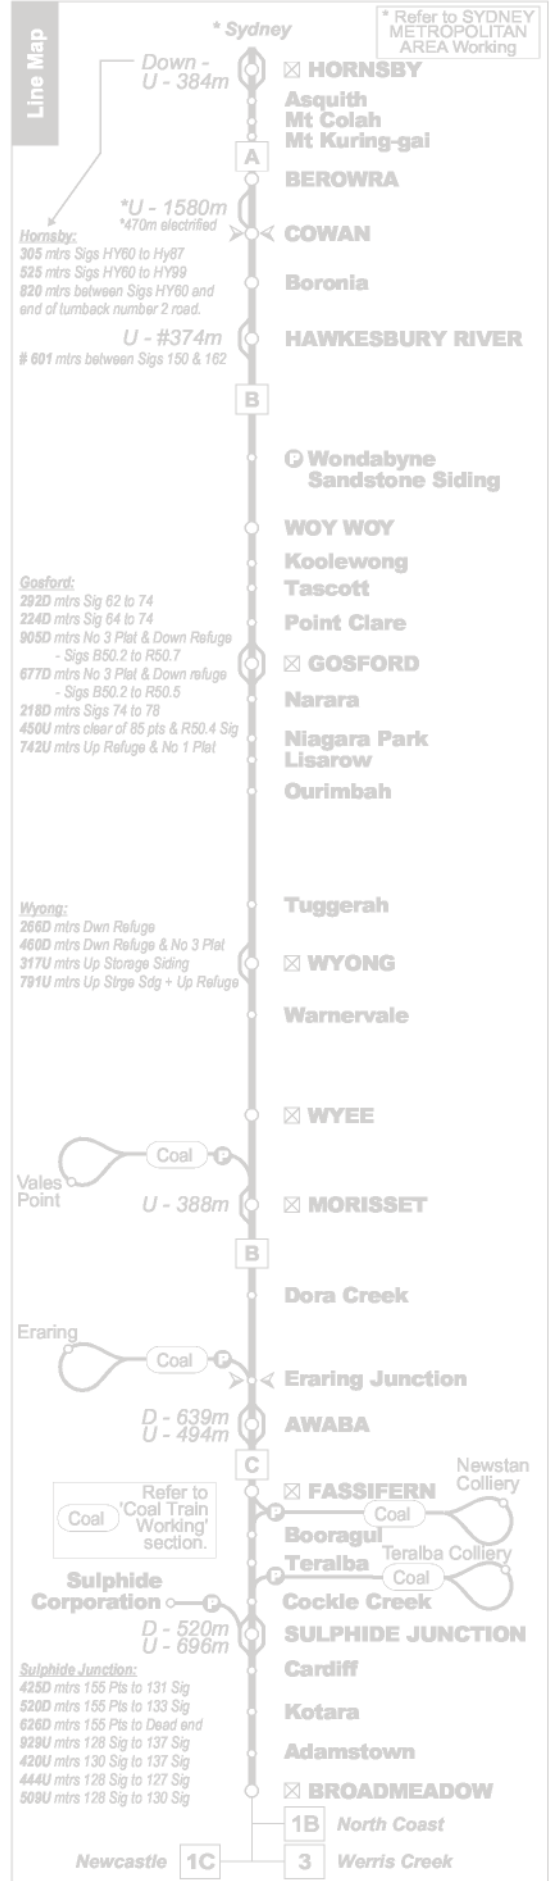 Line Map
* Sydney
* Refer to SYDNEY
METROPOLITAN
AREA Working
Down -
U - 384m
HORNSBY
Asquith
Mt Colah
Mt Kuring-gai
A
BEROWRA
*U - 1580m
*470m electrified
COWAN
Hornsby:
305 mtrs Sigs HY60 to Hy87
525 mtrs Sigs HY60 to HY99
820 mtrs between Sigs HY60 and
end of turnback number 2 road.
Boronia
U - #374m
# 601 mtrs between Sigs 150 & 162
HAWKESBURY RIVER
B
P Wondabyne
Sandstone Siding
WOY WOY
Koolewong
Tascott
Point Clare
Gosford:
292D mtrs Sig 62 to 74
224D mtrs Sig 64 to 74
905D mtrs No 3 Plat & Down Refuge
- Sigs B50.2 to R50.7
677D mtrs No 3 Plat & Down refuge
- Sigs B50.2 to R50.5
218D mtrs Sigs 74 to 78
450U mtrs clear of 85 pts & R50.4 Sig
742U mtrs Up Refuge & No 1 Plat
GOSFORD
Narara
Niagara Park
Lisarow
Ourimbah
Tuggerah
Wyong:
266D mtrs Dwn Refuge
460D mtrs Dwn Refuge & No 3 Plat
317U mtrs Up Storage Siding
791U mtrs Up Strge Sdg + Up Refuge
WYONG
Warnervale
WYEE
Coal
P
Vales
Point
U - 388m
MORISSET
B
Dora Creek
Eraring
Coal
P
Eraring Junction
D - 639m
U - 494m
AWABA
C
Refer to
'Coal Train
Working'
section.
Coal
FASSIFERN
Newstan
Colliery
P
Coal
Booragul
Teralba
Teralba Colliery
P
Coal
Sulphide
Corporation
P
Cockle Creek
D - 520m
U - 696m
SULPHIDE JUNCTION
Sulphide Junction:
425D mtrs 155 Pts to 131 Sig
520D mtrs 155 Pts to 133 Sig
626D mtrs 155 Pts to Dead end
929U mtrs 128 Sig to 137 Sig
420U mtrs 130 Sig to 137 Sig
444U mtrs 128 Sig to 127 Sig
509U mtrs 128 Sig to 130 Sig
Cardiff
Kotara
Adamstown
BROADMEADOW
1B North Coast
Newcastle 1C
3 Werris Creek